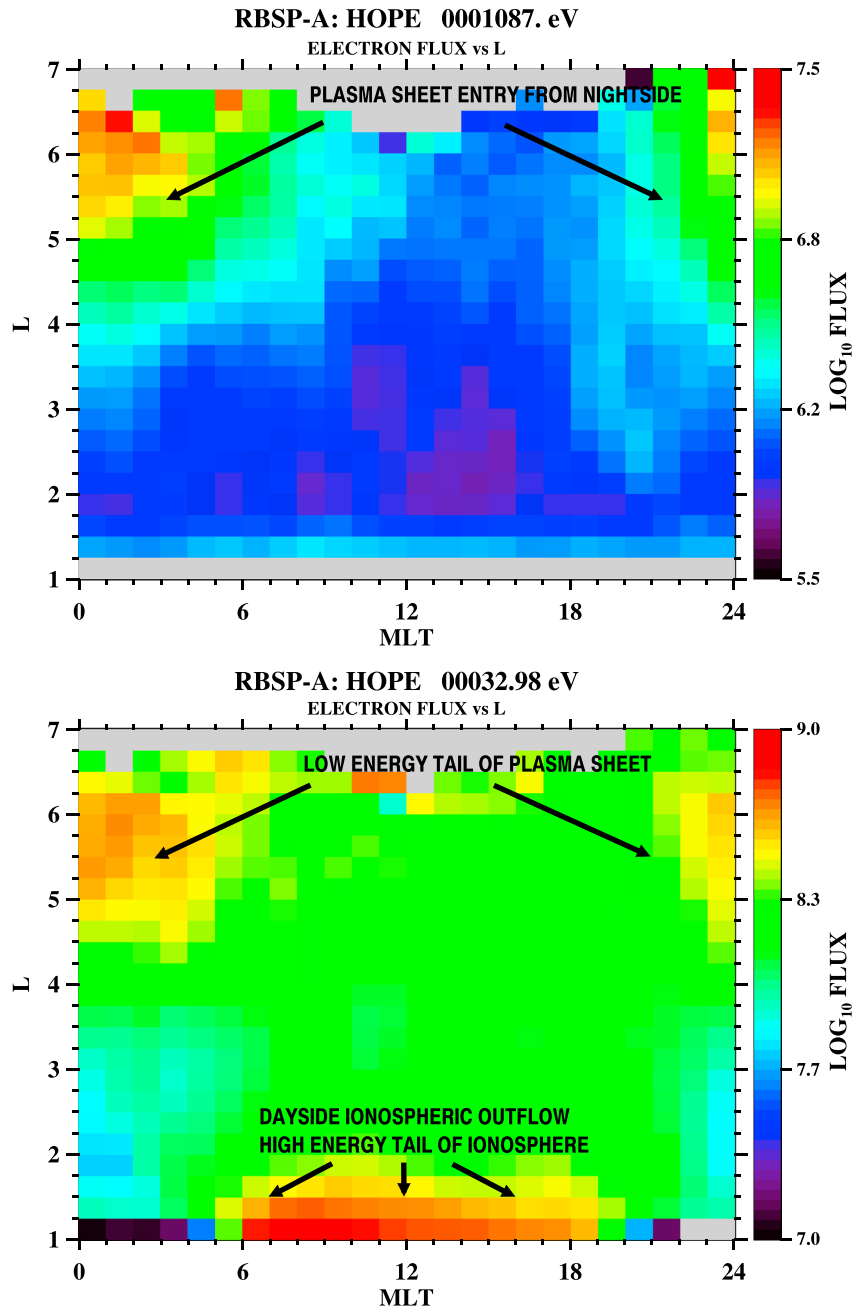 RBSP-A: HOPE 0001087. eV
ELECTRON FLUX vs L
PLASMA SHEET ENTRY FROM NIGHTSIDE
7
6
5
4
3
2
1
L
0
6
12
18
24
MLT
7.5
6.8
6.2
5.5
LOG10 FLUX
RBSP-A: HOPE 00032.98 eV
ELECTRON FLUX vs L
LOW ENERGY TAIL OF PLASMA SHEET
DAYSIDE IONOSPHERIC OUTFLOW
HIGH ENERGY TAIL OF IONOSPHERE
7
6
5
4
3
2
1
L
0
6
12
18
24
MLT
9.0
8.3
7.7
7.0
LOG10 FLUX